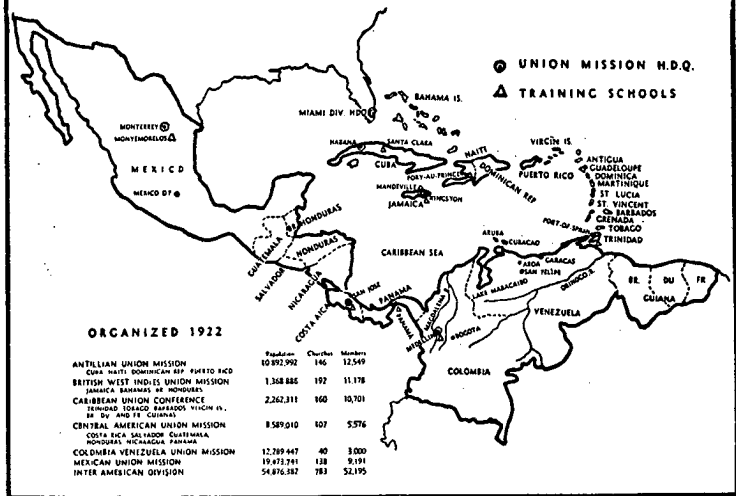 UNION MISSION H.D.Q.
TRAINING SCHOOLS
BAHAMA IS.
MIAMI DIV. HDQ
MONTERREY
MONTEMORELOS
MEXICO
MEXICO D.F.
HABANA
SANTA CLARA
CUBA
HAITI
PORT-AU-PRINCE
DOMINICAN REP
MANDEVILLE
KINGSTON
JAMAICA
VIRGIN IS.
PUERTO RICO
ANTIGUA
GUADELOUPE
DOMINICA
MARTINIQUE
ST LUCIA
ST. VINCENT
BARBADOS
GRENADA
TOBAGO
PORT-OF-SPAIN
TRINIDAD
BR HONDURAS
GUATEMALA
HONDURAS
SALVADOR
NICARAGUA
CARIBBEAN SEA
ARUBA
CURACAO
SAN JOSE
COSTA RICA
PANAMA
PANAMA
MAGDALENA
MEDELLIN
BOGOTA
LAKE MARACAIBO
AROA
CARACAS
SAN FELIPE
ORINOCO R.
VENEZUELA
COLOMBIA
BR. DU FR
GUIANA
ORGANIZED 1922
Population Churches Members
ANTILLIAN UNION MISSION 10,892,992 146 12,549
CUBA HAITI DOMINICAN REP PUERTO RICO
BRITISH WEST INDIES UNION MISSION 1,368,886 192 11,178
JAMAICA BAHAMAS BR HONDURAS
CARIBBEAN UNION CONFERENCE 2,262,311 160 10,701
TRINIDAD TOBAGO BARBADOS VIRGIN IS,
BR DU AND FR GUIANAS
CENTRAL AMERICAN UNION MISSION 8,589,010 107 5,576
COSTA RICA SALVADOR GUATEMALA,
HONDURAS NICARAGUA PANAMA
COLOMBIA VENEZUELA UNION MISSION 12,789,447 40 3,000
MEXICAN UNION MISSION 19,473,741 138 9,191
INTER AMERICAN DIVISION 54,876,387 783 52,195